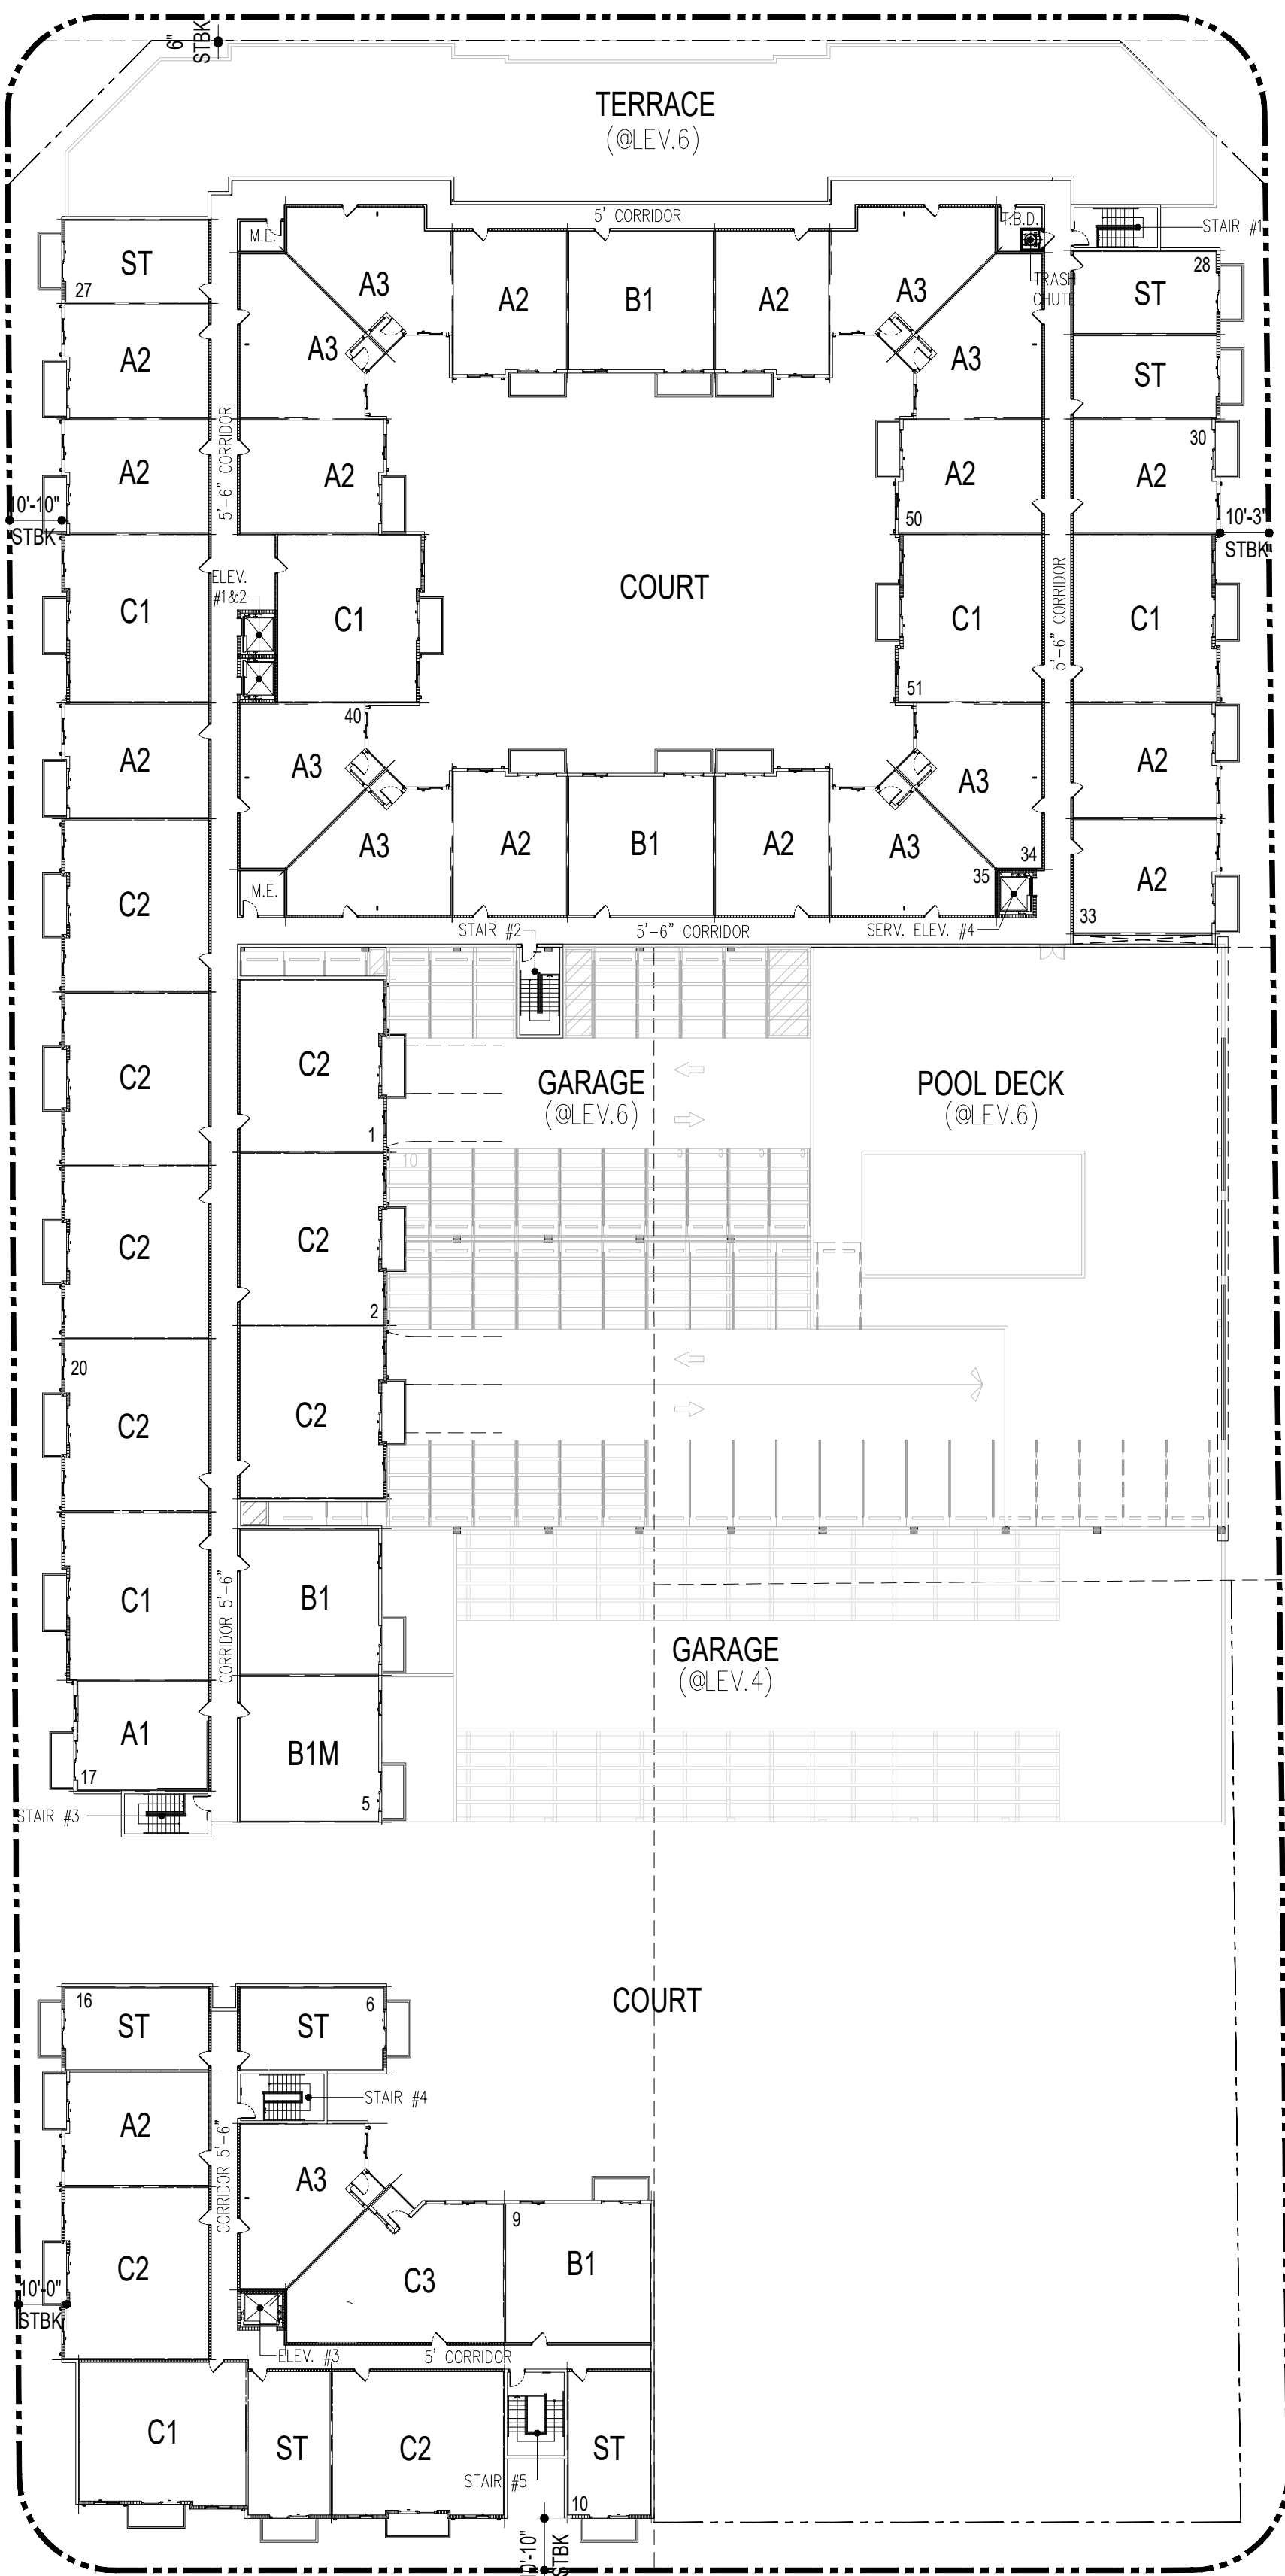 6"
STBK
TERRACE
(@LEV.6)
5' CORRIDOR
M.E.
T.B.D.
STAIR #1
TRASH
CHUTE
ST
27
A3
A2
B1
A2
A3
28
ST
A2
A3
A3
ST
5'-6" CORRIDOR
A2
A2
A2
50
30
A2
10'-10"
STBK
10'-3"
STBK
ELEV.
#1&2
COURT
C1
C1
C1
51
C1
5'-6" CORRIDOR
40
A2
A3
A3
A2
C2
A3
A2
B1
A2
A3
34
35
A2
33
M.E.
STAIR #2
5'-6" CORRIDOR
SERV. ELEV. #4
C2
C2
1
GARAGE
(@LEV.6)
POOL DECK
(@LEV.6)
10
C2
C2
2
20
C2
C2
C1
CORRIDOR 5'-6"
B1
GARAGE
(@LEV.4)
A1
17
B1M
5
STAIR #3
COURT
16
ST
6
ST
STAIR #4
A2
CORRIDOR 5'-6"
A3
9
B1
C2
C3
10'-0"
STBK
ELEV. #3
5' CORRIDOR
C1
ST
C2
ST
STAIR #5
10
STBK